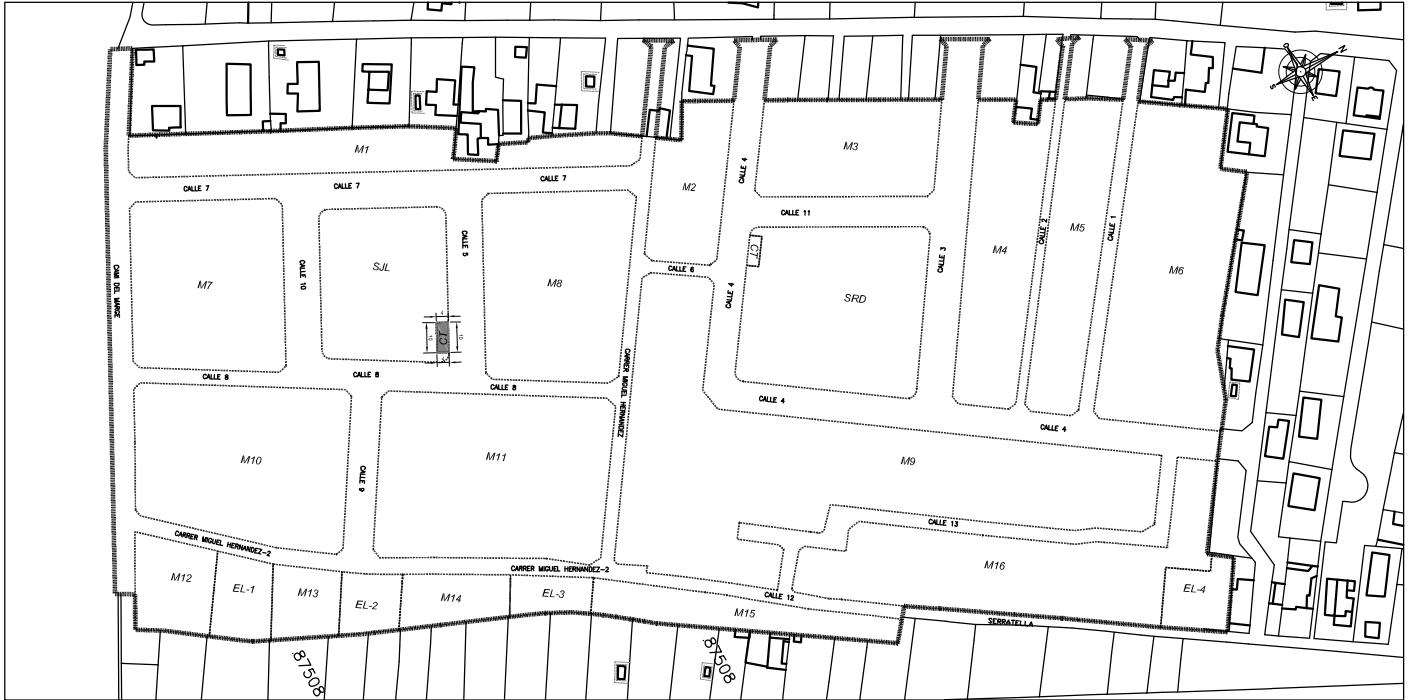 N
S
M1
M3
CALLE 4
M2
CALLE 7
CALLE 7
CALLE 7
CALLE 11
CALLE 2
M5
CALLE 1
M4
CALLE 5
CT
CALLE 3
CALLE 6
M6
CAMI DEL MARGE
M7
CALLE 10
SJL
M8
CALLE 4
SRD
4
10
CT
10
CALLE 8
CALLE 8
CALLE 8
CARRER MIGUEL HERNANDEZ
CALLE 4
CALLE 4
M10
CALLE 9
M11
M9
CALLE 13
CARRER MIGUEL HERNANDEZ-2
CARRER MIGUEL HERNANDEZ-2
M16
M12
EL-1
M13
EL-2
M14
EL-3
CALLE 12
M15
EL-4
SERRATELLA
87508
87508